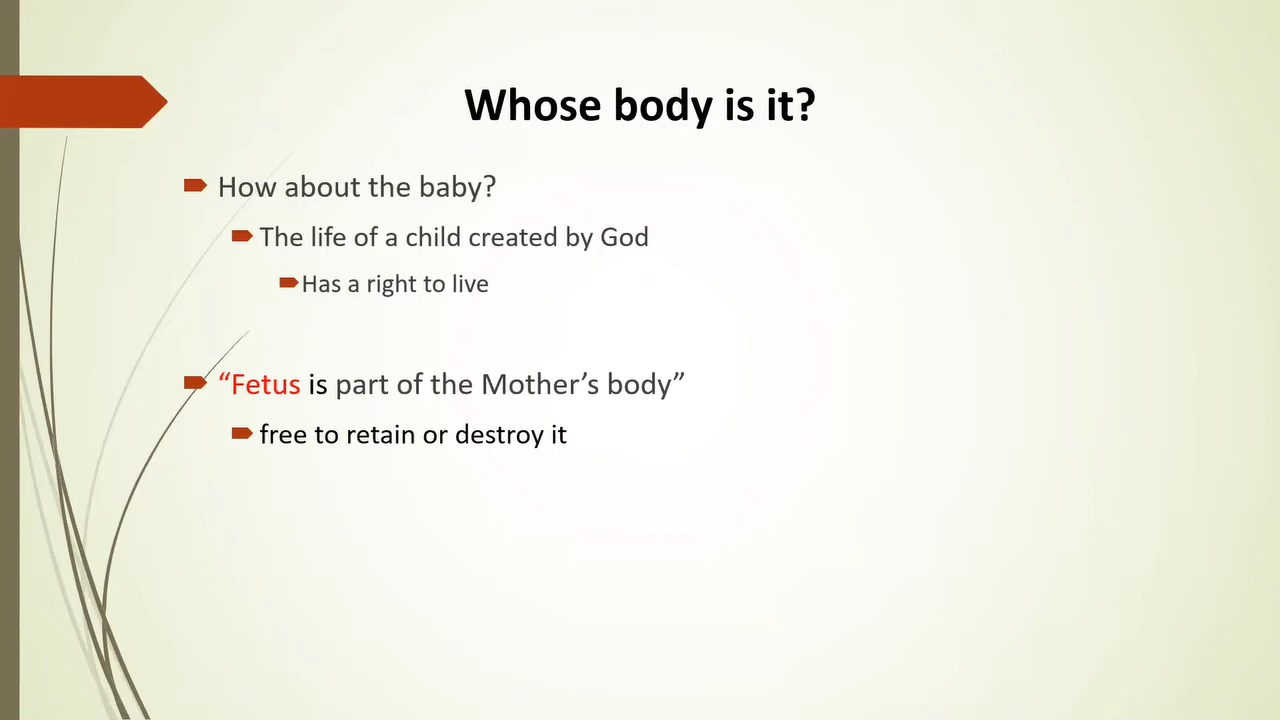 Whose body is it?
How about the baby?
The life of a child created by God
Has a right to live
“Fetus is part of the Mother’s body”
free to retain or destroy it